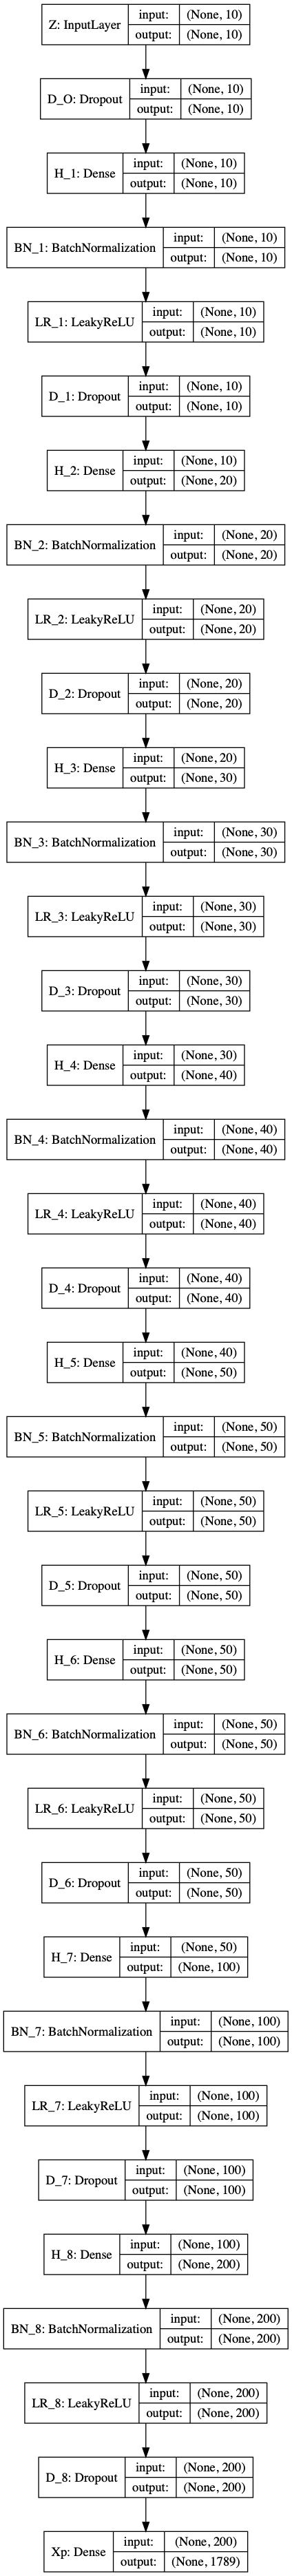 Z: InputLayer input: (None, 10)
output: (None, 10)
D_O: Dropout input: (None, 10)
output: (None, 10)
H_1: Dense input: (None, 10)
output: (None, 10)
BN_1: BatchNormalization input: (None, 10)
output: (None, 10)
LR_1: LeakyReLU input: (None, 10)
output: (None, 10)
D_1: Dropout input: (None, 10)
output: (None, 10)
H_2: Dense input: (None, 10)
output: (None, 20)
BN_2: BatchNormalization input: (None, 20)
output: (None, 20)
LR_2: LeakyReLU input: (None, 20)
output: (None, 20)
D_2: Dropout input: (None, 20)
output: (None, 20)
H_3: Dense input: (None, 20)
output: (None, 30)
BN_3: BatchNormalization input: (None, 30)
output: (None, 30)
LR_3: LeakyReLU input: (None, 30)
output: (None, 30)
D_3: Dropout input: (None, 30)
output: (None, 30)
H_4: Dense input: (None, 30)
output: (None, 40)
BN_4: BatchNormalization input: (None, 40)
output: (None, 40)
LR_4: LeakyReLU input: (None, 40)
output: (None, 40)
D_4: Dropout input: (None, 40)
output: (None, 40)
H_5: Dense input: (None, 40)
output: (None, 50)
BN_5: BatchNormalization input: (None, 50)
output: (None, 50)
LR_5: LeakyReLU input: (None, 50)
output: (None, 50)
D_5: Dropout input: (None, 50)
output: (None, 50)
H_6: Dense input: (None, 50)
output: (None, 50)
BN_6: BatchNormalization input: (None, 50)
output: (None, 50)
LR_6: LeakyReLU input: (None, 50)
output: (None, 50)
D_6: Dropout input: (None, 50)
output: (None, 50)
H_7: Dense input: (None, 50)
output: (None, 100)
BN_7: BatchNormalization input: (None, 100)
output: (None, 100)
LR_7: LeakyReLU input: (None, 100)
output: (None, 100)
D_7: Dropout input: (None, 100)
output: (None, 100)
H_8: Dense input: (None, 100)
output: (None, 200)
BN_8: BatchNormalization input: (None, 200)
output: (None, 200)
LR_8: LeakyReLU input: (None, 200)
output: (None, 200)
D_8: Dropout input: (None, 200)
output: (None, 200)
Xp: Dense input: (None, 200)
output: (None, 1789)